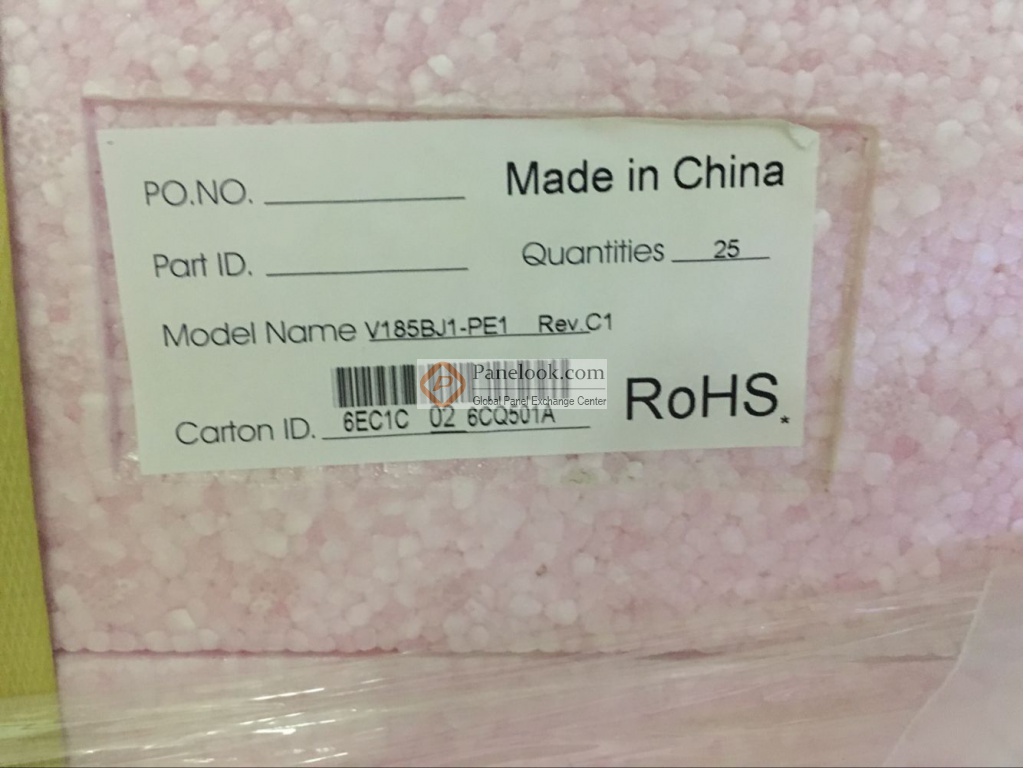 PO.NO.
Made in China
Part ID.
Quantities 25
Model Name V185BJ1-PE1 Rev.C1
Panelook.com
Global Panel Exchange Center
Carton ID. 6EC1C 02 6CQ501A
RoHS*